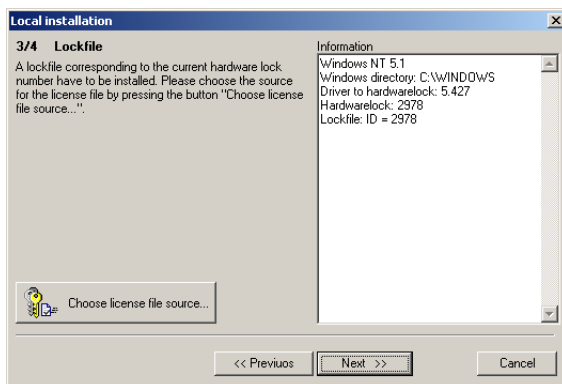 Local installation
3/4 Lockfile
A lockfile corresponding to the current hardware lock
number have to be installed. Please choose the source
for the license file by pressing the button "Choose license
file source...".
Information
Windows NT 5.1
Windows directory: C:\WINDOWS
Driver to hardwarelock: 5.427
Hardwarelock: 2978
Lockfile: ID = 2978
Choose license file source...
<< Previuos
Next >>
Cancel